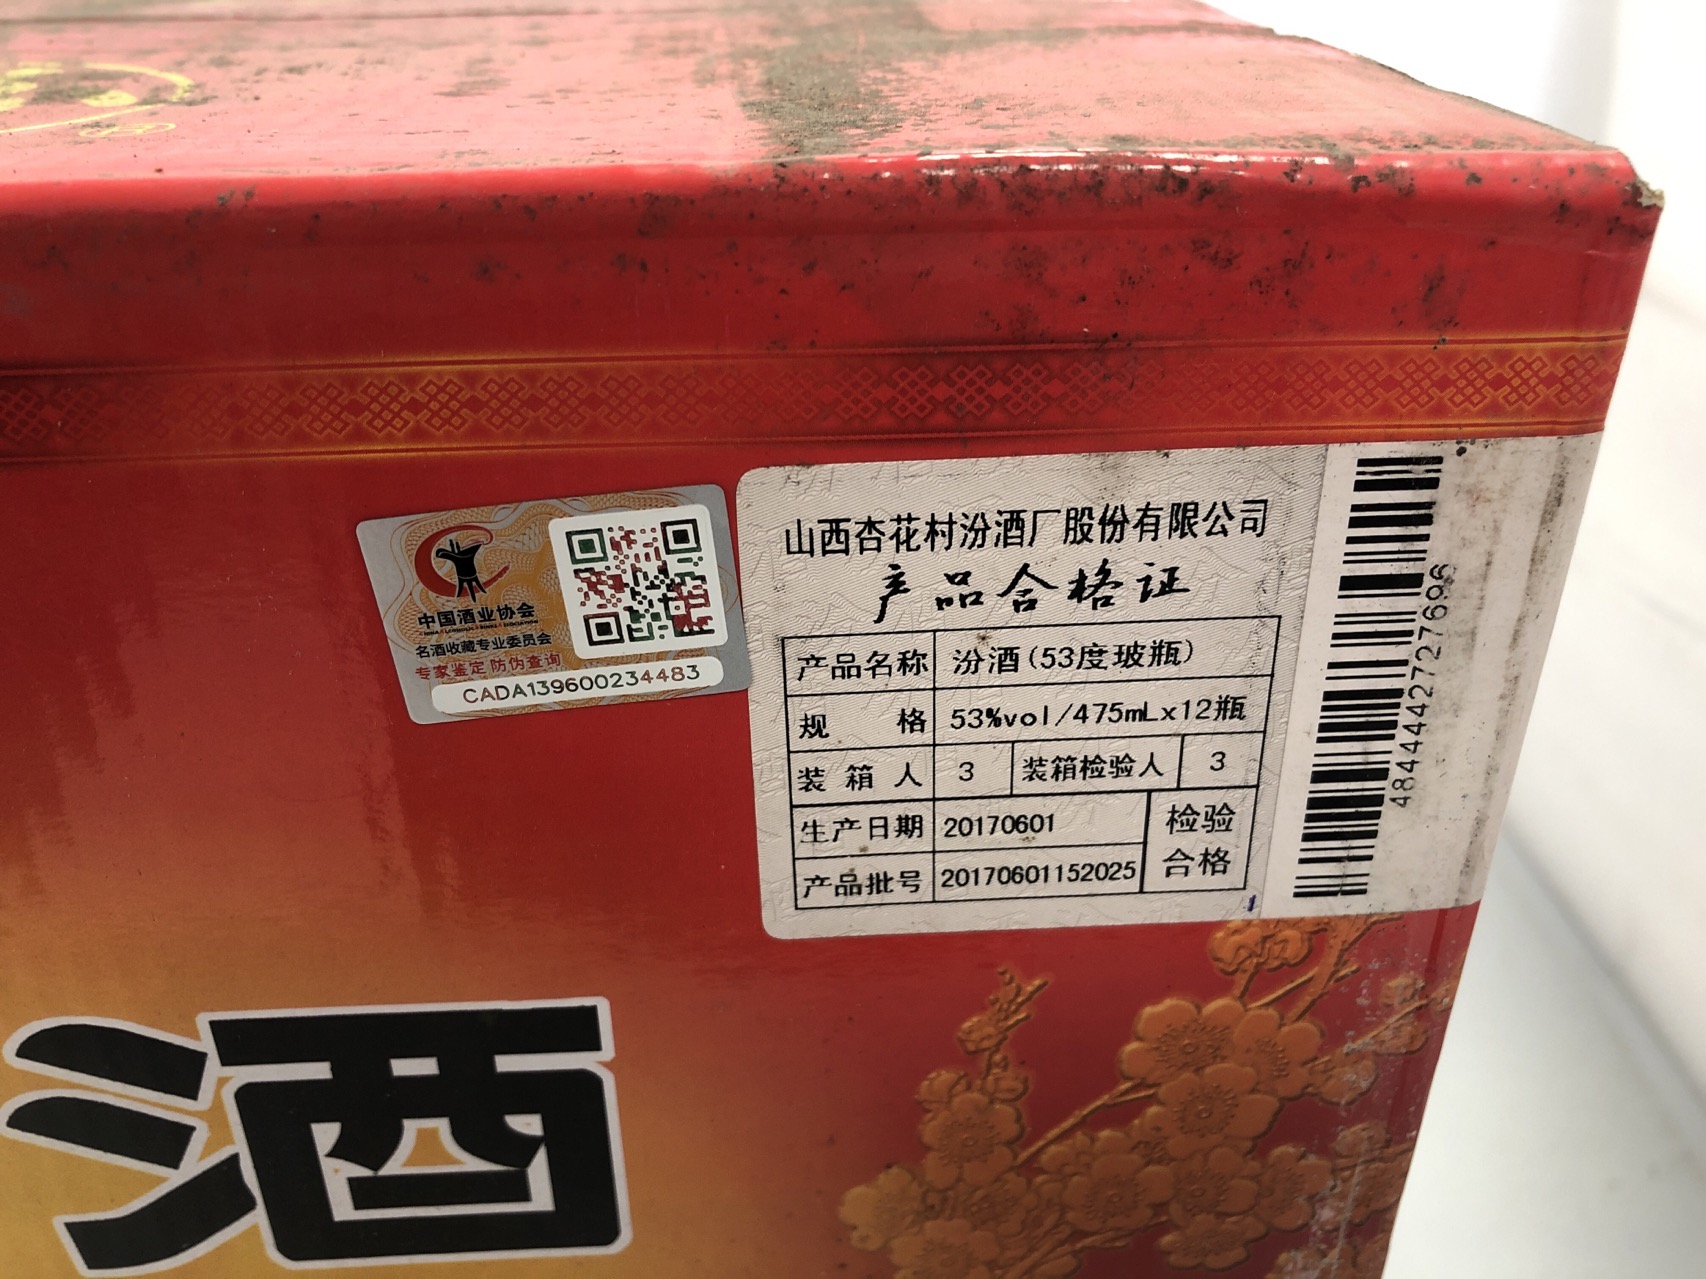 中国酒业协会
名酒收藏专业委员会
专家鉴定 防伪查询
CADA139600234483
山西杏花村汾酒厂股份有限公司
产品合格证
产品名称 汾酒(53度玻瓶)
规格 53%vol/475mLx12瓶
装箱人 3 装箱检验人 3
生产日期 20170601
检验合格
产品批号 20170601152025
4844442727696
酒